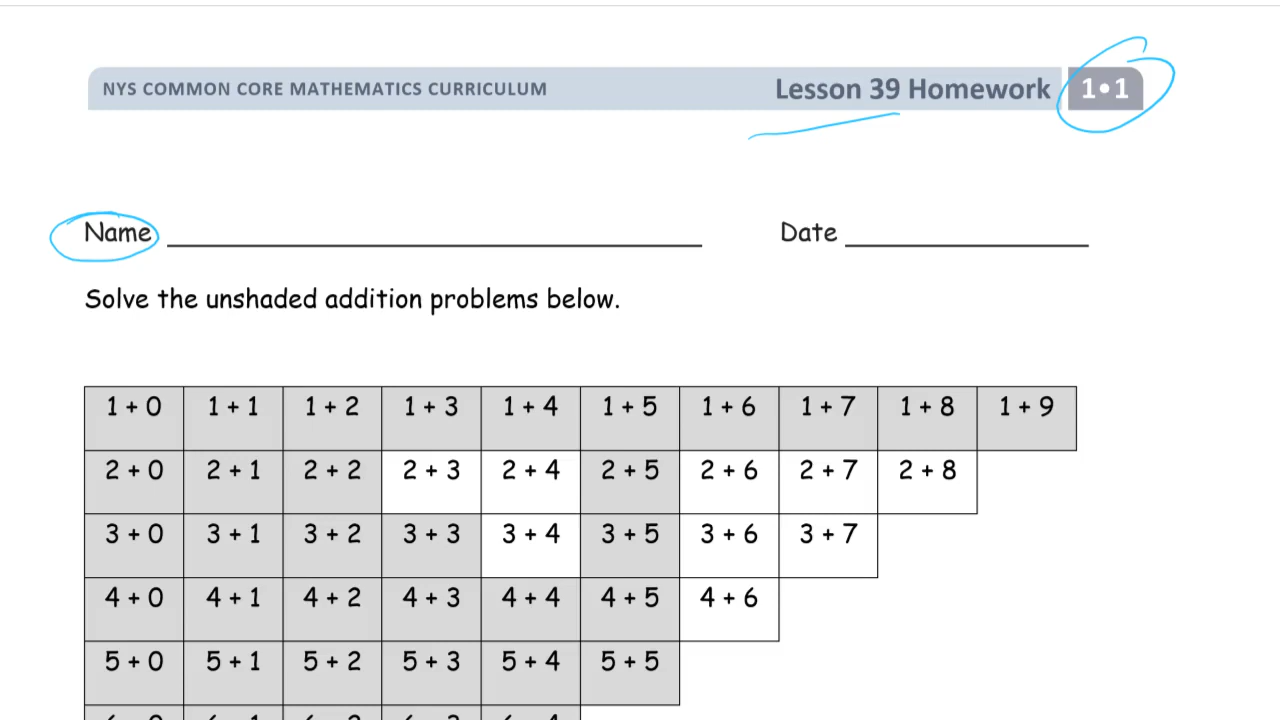 NYS COMMON CORE MATHEMATICS CURRICULUM Lesson 39 Homework 1•1
Name Date
Solve the unshaded addition problems below.
1 + 0 1 + 1 1 + 2 1 + 3 1 + 4 1 + 5 1 + 6 1 + 7 1 + 8 1 + 9
2 + 0 2 + 1 2 + 2 2 + 3 2 + 4 2 + 5 2 + 6 2 + 7 2 + 8
3 + 0 3 + 1 3 + 2 3 + 3 3 + 4 3 + 5 3 + 6 3 + 7
4 + 0 4 + 1 4 + 2 4 + 3 4 + 4 4 + 5 4 + 6
5 + 0 5 + 1 5 + 2 5 + 3 5 + 4 5 + 5